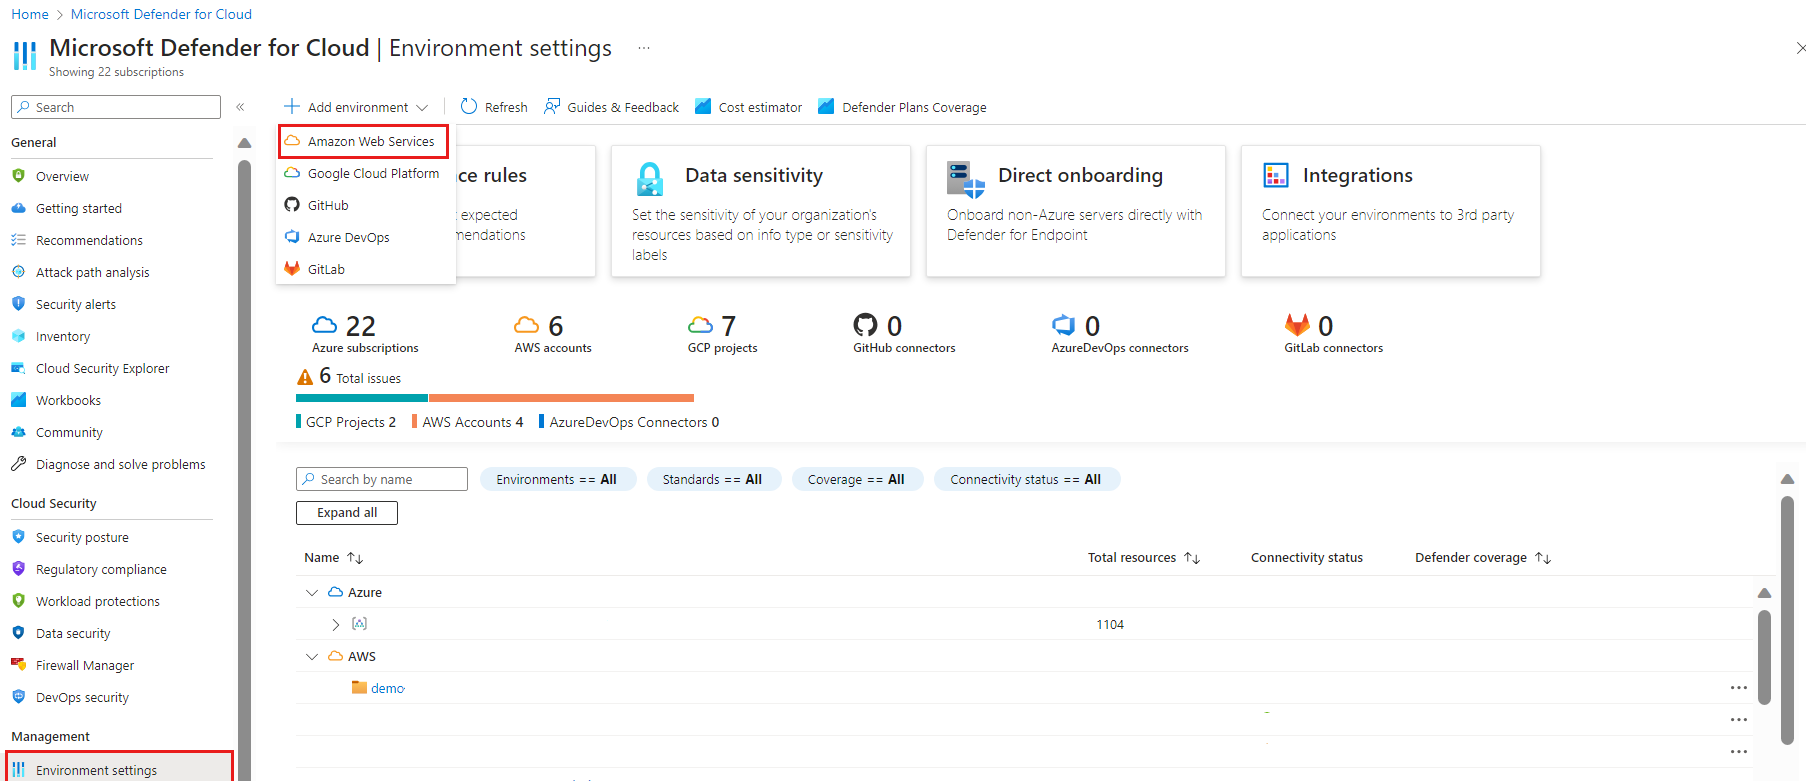 Home > Microsoft Defender for Cloud
Microsoft Defender for Cloud | Environment settings ...
Showing 22 subscriptions
Search
«
Add environment
Refresh
Guides & Feedback
Cost estimator
Defender Plans Coverage
General
Overview
Getting started
Recommendations
Attack path analysis
Security alerts
Inventory
Cloud Security Explorer
Workbooks
Community
Diagnose and solve problems
Cloud Security
Security posture
Regulatory compliance
Workload protections
Data security
Firewall Manager
DevOps security
Management
Environment settings
Amazon Web Services
Google Cloud Platform
GitHub
Azure DevOps
GitLab
ce rules
expected
Data sensitivity
Set the sensitivity of your organization's
resources based on info type or sensitivity
labels
Direct onboarding
Onboard non-Azure servers directly with
Defender for Endpoint
Integrations
Connect your environments to 3rd party
applications
22
Azure subscriptions
6
AWS accounts
7
GCP projects
0
GitHub connectors
0
AzureDevOps connectors
0
GitLab connectors
6 Total issues
GCP Projects 2
AWS Accounts 4
AzureDevOps Connectors 0
Search by name
Environments == All
Standards == All
Coverage == All
Connectivity status == All
Expand all
Name
Total resources
Connectivity status
Defender coverage
Azure
1104
AWS
demo